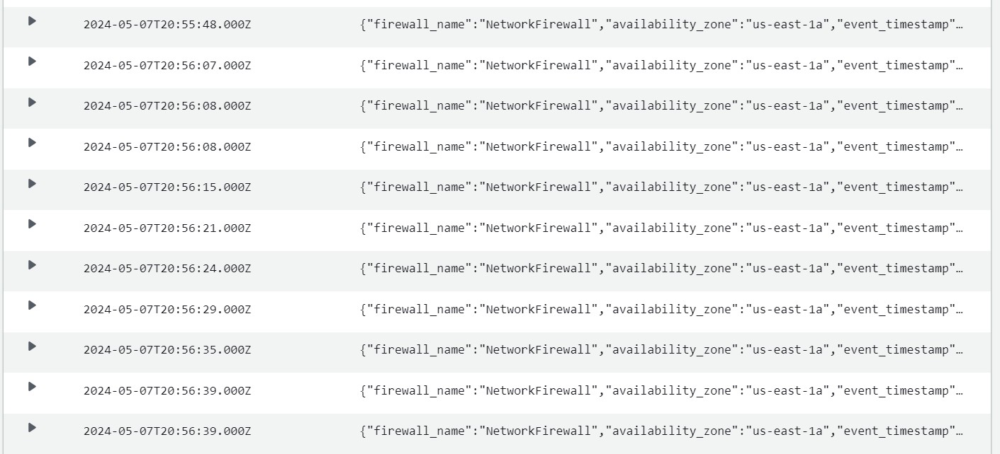 2024-05-07T20:55:48.000Z {"firewall_name":"NetworkFirewall","availability_zone":"us-east-1a","event_timestamp"…
2024-05-07T20:56:07.000Z {"firewall_name":"NetworkFirewall","availability_zone":"us-east-1a","event_timestamp"…
2024-05-07T20:56:08.000Z {"firewall_name":"NetworkFirewall","availability_zone":"us-east-1a","event_timestamp"…
2024-05-07T20:56:08.000Z {"firewall_name":"NetworkFirewall","availability_zone":"us-east-1a","event_timestamp"…
2024-05-07T20:56:15.000Z {"firewall_name":"NetworkFirewall","availability_zone":"us-east-1a","event_timestamp"…
2024-05-07T20:56:21.000Z {"firewall_name":"NetworkFirewall","availability_zone":"us-east-1a","event_timestamp"…
2024-05-07T20:56:24.000Z {"firewall_name":"NetworkFirewall","availability_zone":"us-east-1a","event_timestamp"…
2024-05-07T20:56:29.000Z {"firewall_name":"NetworkFirewall","availability_zone":"us-east-1a","event_timestamp"…
2024-05-07T20:56:35.000Z {"firewall_name":"NetworkFirewall","availability_zone":"us-east-1a","event_timestamp"…
2024-05-07T20:56:39.000Z {"firewall_name":"NetworkFirewall","availability_zone":"us-east-1a","event_timestamp"…
2024-05-07T20:56:39.000Z {"firewall_name":"NetworkFirewall","availability_zone":"us-east-1a","event_timestamp"…